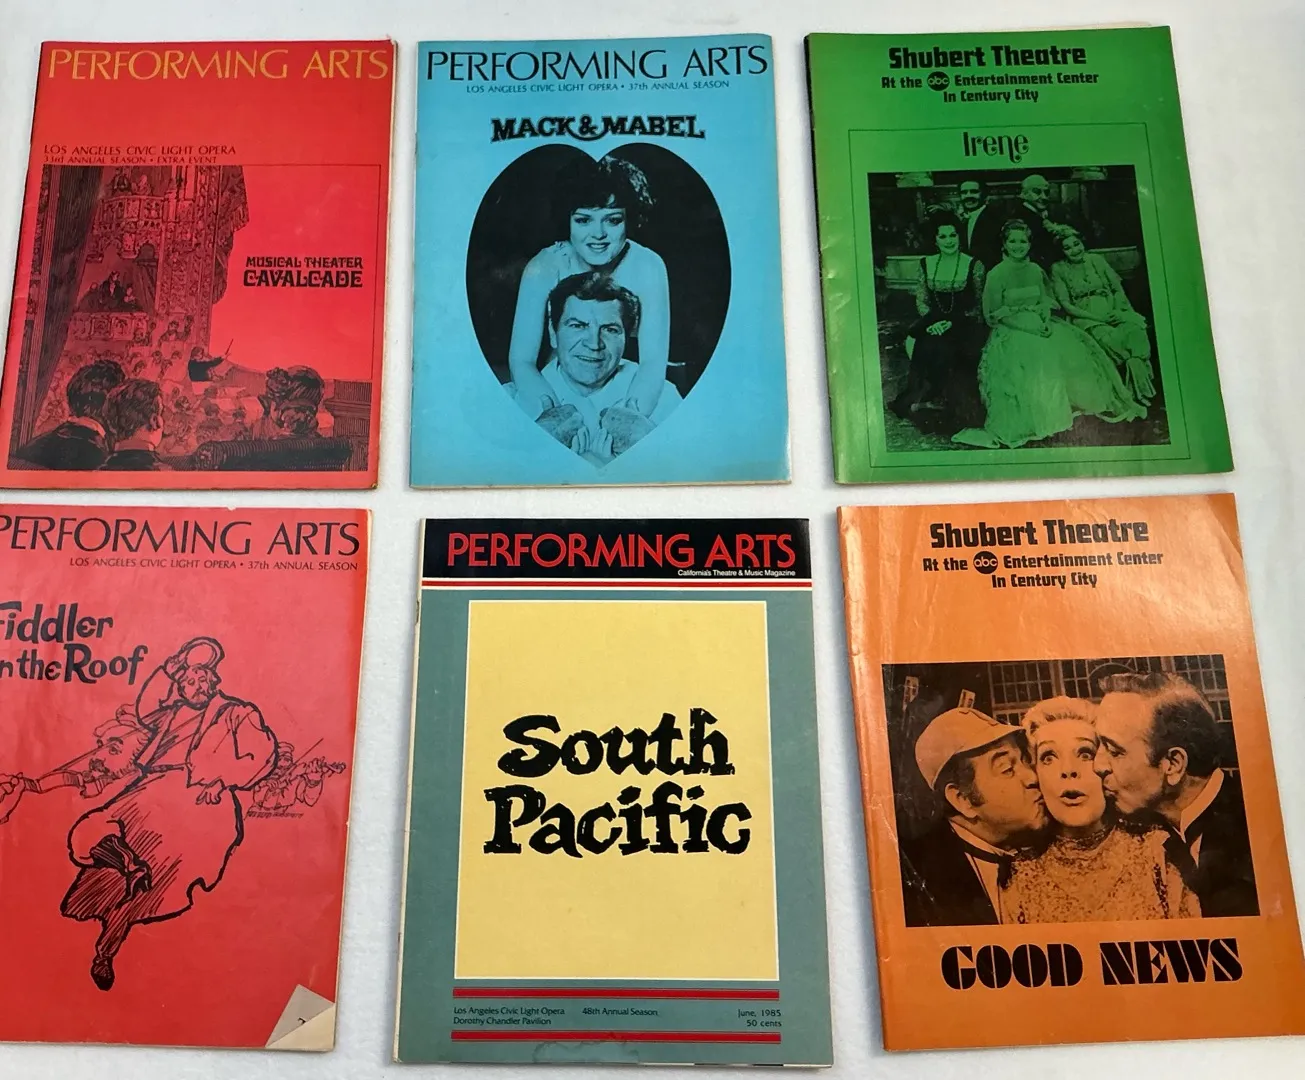 PERFORMING ARTS
LOS ANGELES CIVIC LIGHT OPERA
33rd ANNUAL SEASON • EXTRA EVENT
MUSICAL THEATER
CAVALCADE
PERFORMING ARTS
LOS ANGELES CIVIC LIGHT OPERA • 37th ANNUAL SEASON
MACK & MABEL
Shubert Theatre
At the abc Entertainment Center
In Century City
Irene
PERFORMING ARTS
LOS ANGELES CIVIC LIGHT OPERA • 37th ANNUAL SEASON
Fiddler
on the Roof
PERFORMING ARTS
California's Theatre & Music Magazine
South
Pacific
Los Angeles Civic Light Opera 48th Annual Season June, 1985
Dorothy Chandler Pavilion 50 cents
Shubert Theatre
At the abc Entertainment Center
In Century City
GOOD NEWS